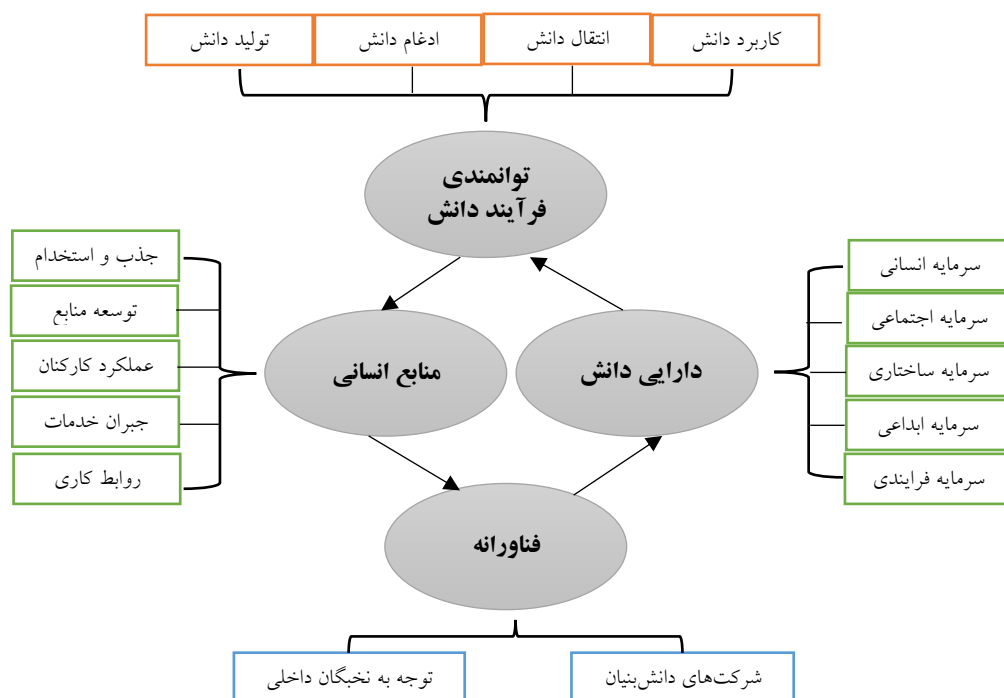 کاربرد دانش
انتقال دانش
ادغام دانش
تولید دانش
توانمندی
فرآیند دانش
سرمایه انسانی
سرمایه اجتماعی
سرمایه ساختاری
سرمایه ابداعی
سرمایه فرایندی
دارایی دانش
منابع انسانی
جذب و استخدام
توسعه منابع
عملکرد کارکنان
جبران خدمات
روابط کاری
فناورانه
شرکت‌های دانش‌بنیان
توجه به نخبگان داخلی